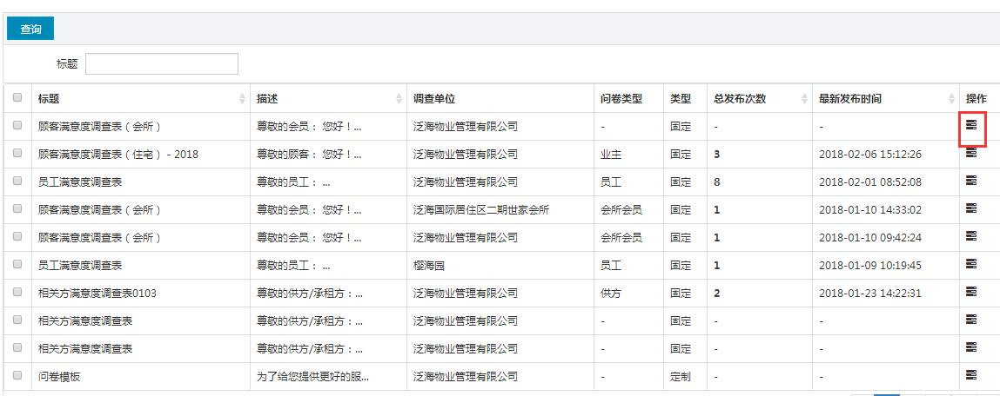 查询
标题
标题 描述 调查单位 问卷类型 类型 总发布次数 最新发布时间 操作
顾客满意度调查表（会所） 尊敬的会员： 您好！... 泛海物业管理有限公司 - 固定 - -
顾客满意度调查表（住宅） - 2018 尊敬的顾客： 您好！... 泛海物业管理有限公司 业主 固定 3 2018-02-06 15:12:26
员工满意度调查表 尊敬的员工： ... 泛海物业管理有限公司 员工 固定 8 2018-02-01 08:52:08
顾客满意度调查表（会所） 尊敬的会员： 您好！... 泛海国际居住区二期世家会所 会所会员 固定 1 2018-01-10 14:33:02
顾客满意度调查表（会所） 尊敬的会员： 您好！... 泛海物业管理有限公司 会所会员 固定 1 2018-01-10 09:42:24
员工满意度调查表 尊敬的员工： ... 樱海园 员工 固定 1 2018-01-09 10:19:45
相关方满意度调查表0103 尊敬的供方/承租方：... 泛海物业管理有限公司 供方 固定 2 2018-01-23 14:22:31
相关方满意度调查表 尊敬的供方/承租方：... 泛海物业管理有限公司 - 固定 - -
相关方满意度调查表 尊敬的供方/承租方：... 泛海物业管理有限公司 - 固定 - -
问卷模板 为了给您提供更好的服... 泛海物业管理有限公司 - 定制 - -